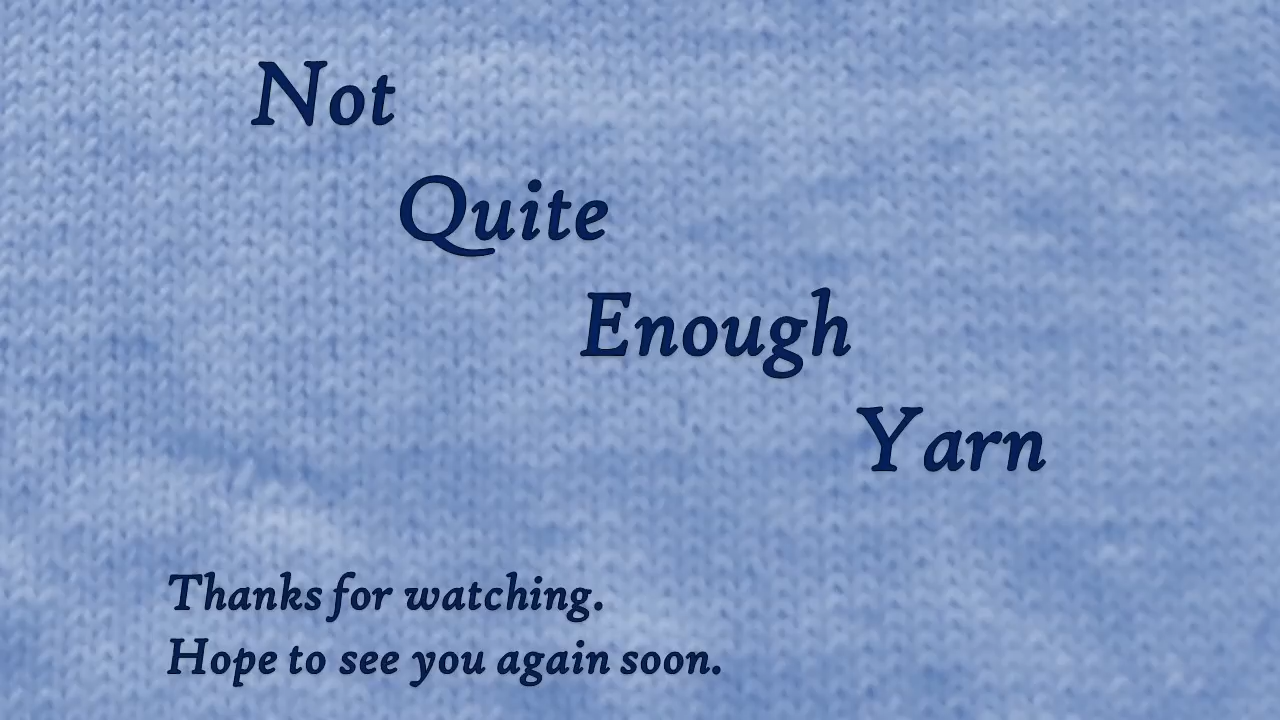 Not
Quite
Enough
Yarn
Thanks for watching.
Hope to see you again soon.